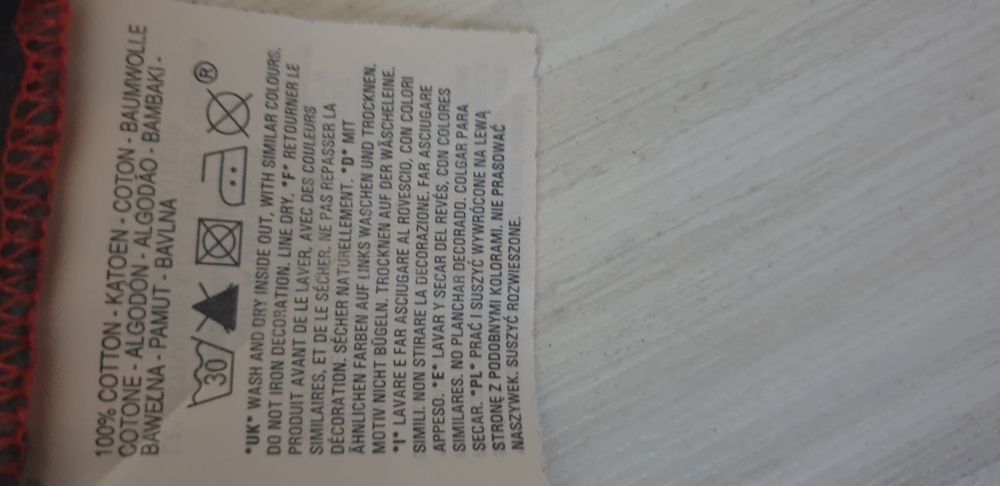 100% COTTON - KATOEN - COTON - BAUMWOLLE
COTONE - ALGODÓN - ALGODÃO - BAMBAKI -
BAWEŁNA - PAMUT - BAVLNA
30 ®
*UK* WASH AND DRY INSIDE OUT, WITH SIMILAR COLOURS.
DO NOT IRON DECORATION. LINE DRY. *F* RETOURNER LE
PRODUIT AVANT DE LE LAVER, AVEC DES COULEURS
SIMILAIRES, ET DE LE SÉCHER. NE PAS REPASSER LA
DÉCORATION. SÉCHER NATURELLEMENT. *D* MIT
ÄHNLICHEN FARBEN AUF LINKS WASCHEN UND TROCKNEN.
MOTIV NICHT BÜGELN. TROCKNEN AUF DER WÄSCHELEINE.
*I* LAVARE E FAR ASCIUGARE AL ROVESCIO, CON COLORI
SIMILI. NON STIRARE LA DECORAZIONE. FAR ASCIUGARE
APPESO. *E* LAVAR Y SECAR DEL REVÉS, CON COLORES
SIMILARES. NO PLANCHAR DECORADO. COLGAR PARA
SECAR. *PL* PRAĆ I SUSZYĆ WYWRÓCONE NA LEWĄ
STRONĘ Z PODOBNYMI KOLORAMI. NIE PRASOWAĆ
NASZYWEK. SUSZYĆ ROZWIESZONE.